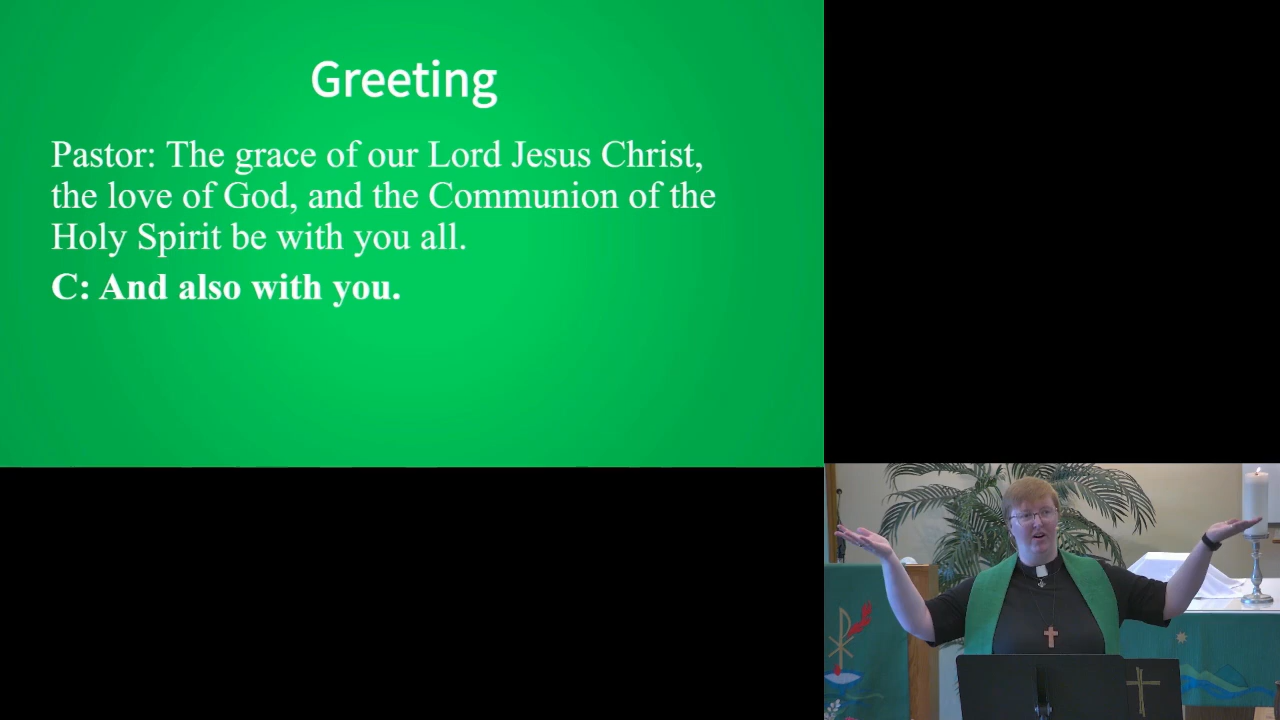 Greeting
Pastor: The grace of our Lord Jesus Christ,
the love of God, and the Communion of the
Holy Spirit be with you all.
C: And also with you.